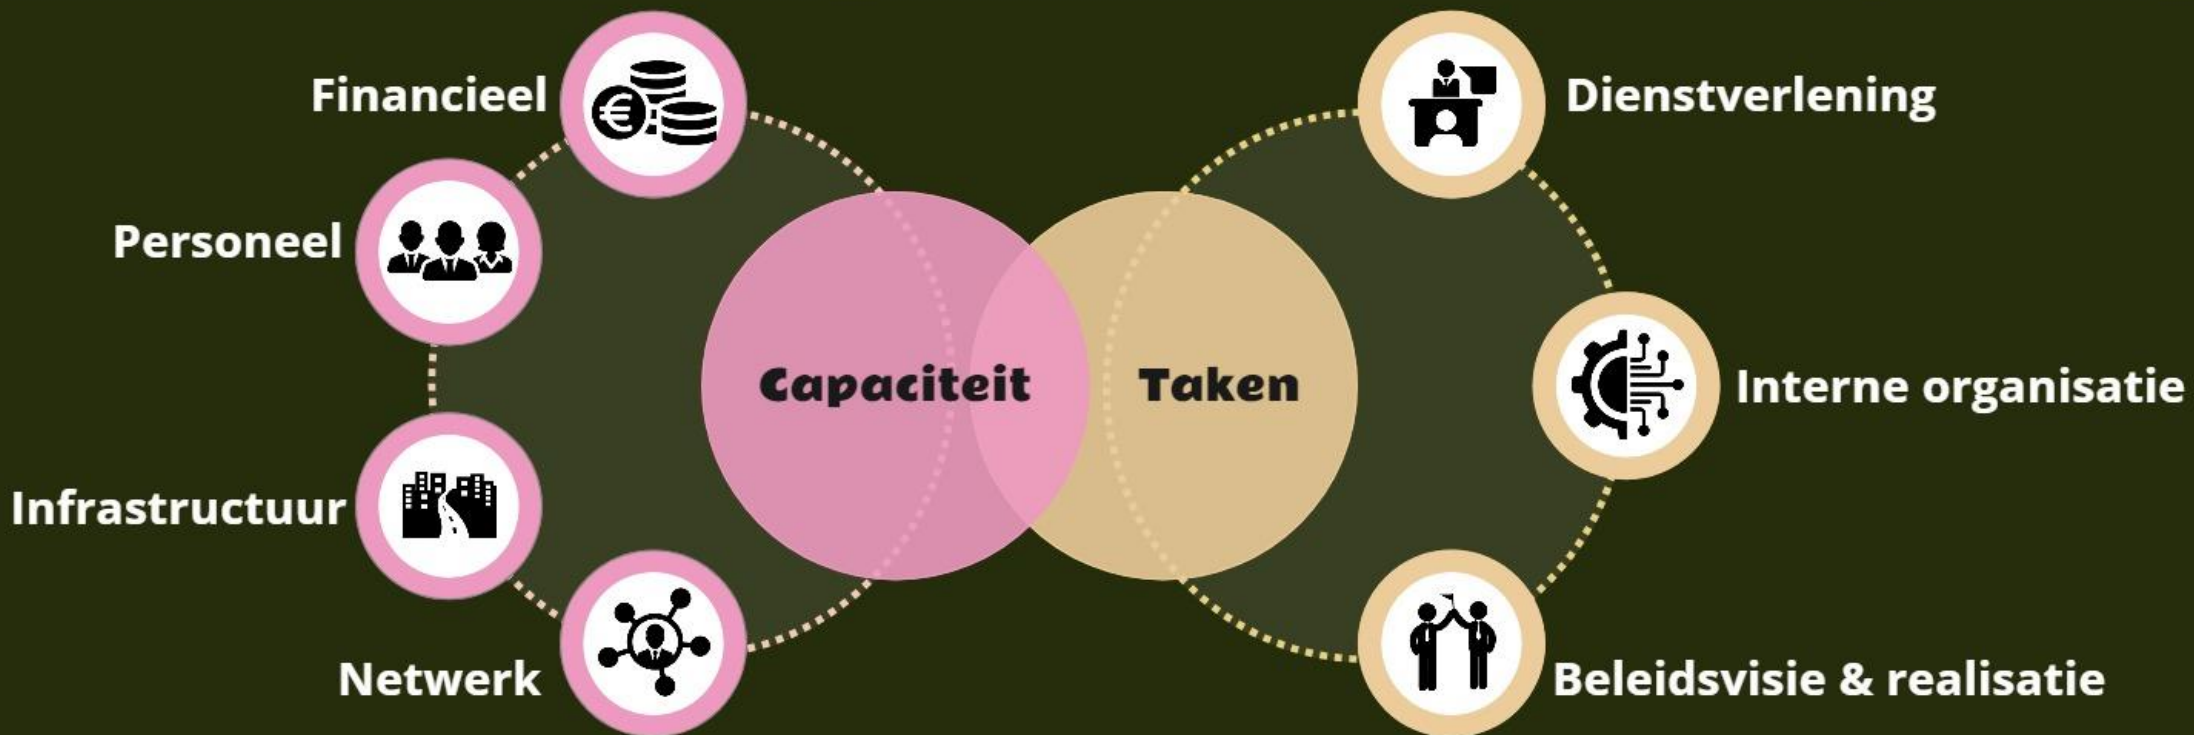 Financieel
Personeel
Infrastructuur
Netwerk
Capaciteit
Taken
Dienstverlening
Interne organisatie
Beleidsvisie & realisatie